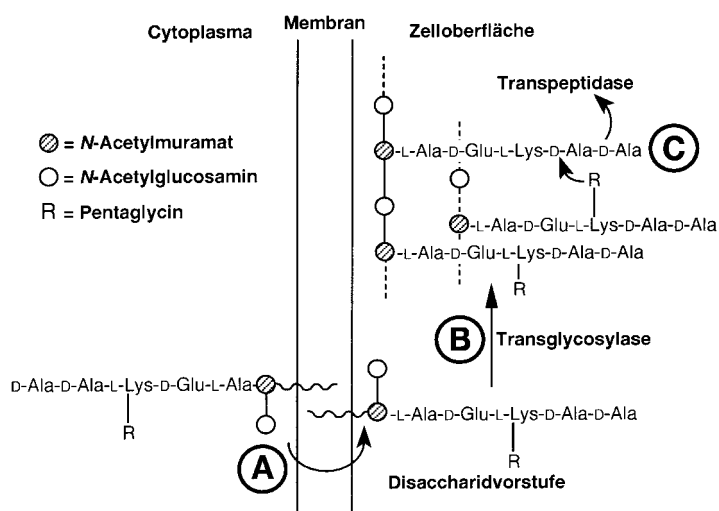 Cytoplasma
Membran
Zelloberfläche
Transpeptidase
= N-Acetylmuramat
= N-Acetylglucosamin
R = Pentaglycin
-L-Ala-D-Glu-L-Lys-D-Ala-D-Ala
C
R
-L-Ala-D-Glu-L-Lys-D-Ala-D-Ala
-L-Ala-D-Glu-L-Lys-D-Ala-D-Ala
R
B
Transglycosylase
D-Ala-D-Ala-L-Lys-D-Glu-L-Ala-
R
-L-Ala-D-Glu-L-Lys-D-Ala-D-Ala
R
A
Disaccharidvorstufe